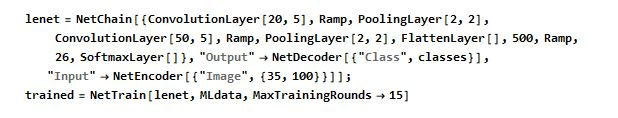 lenet = NetChain[{ConvolutionLayer[20, 5], Ramp, PoolingLayer[2, 2],
ConvolutionLayer[50, 5], Ramp, PoolingLayer[2, 2], FlattenLayer[], 500, Ramp,
26, SoftmaxLayer[]}, "Output" → NetDecoder[{"Class", classes}],
"Input" → NetEncoder[{"Image", {35, 100}}]];
trained = NetTrain[lenet, MLdata, MaxTrainingRounds → 15]